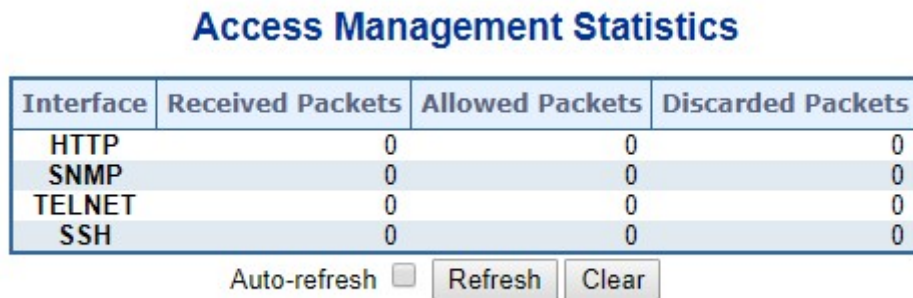 Access Management Statistics
Interface Received Packets Allowed Packets Discarded Packets
HTTP 0 0 0
SNMP 0 0 0
TELNET 0 0 0
SSH 0 0 0
Auto-refresh Refresh Clear